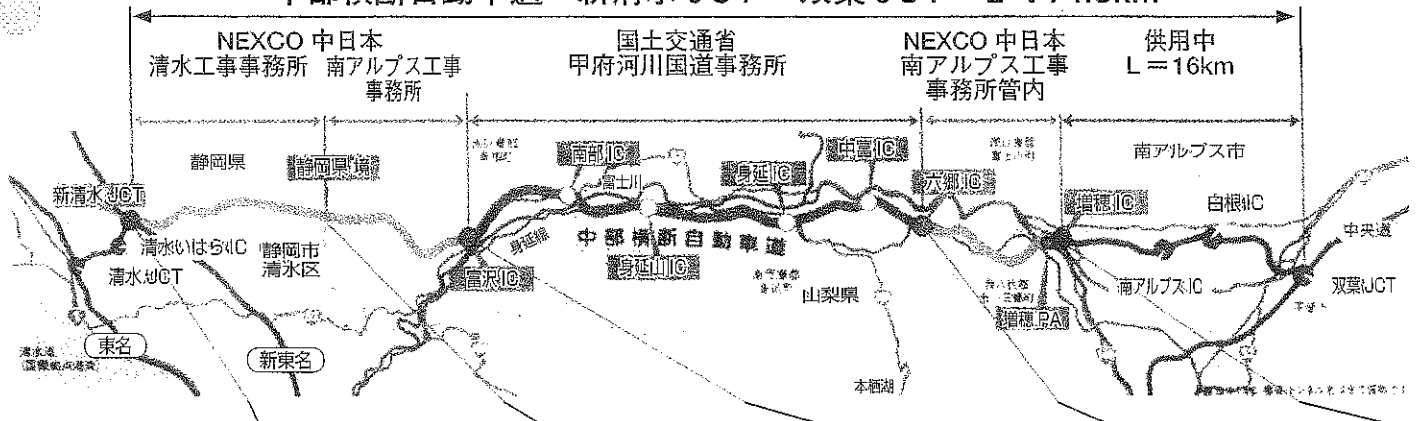 NEXCO 中日本
清水工事事務所
南アルプス工事
事務所
国土交通省
甲府河川国道事務所
NEXCO 中日本
南アルプス工事
事務所管内
供用中
L=16km
静岡県
静岡県境
南部IC
富士川
身延IC
中富IC
六郷IC
南アルプス市
新清水JCT
増穂IC
白根IC
中央道
清水いはらIC
静岡市
清水区
清水JCT
身延線
中部横断自動車道
富沢IC
身延山IC
山梨県
南アルプスIC
双葉JCT
増穂PA
東名
新東名
本栖湖